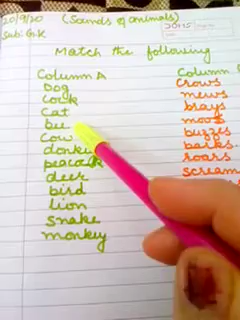 20/9/20 (Sounds of animals)
Sub: G.K
Match the following
Column A Column
Dog crows
cock mews
cat brays
bee moos
cow buzzes
donkey barks
peacock roars
deer scream
bird
lion
snake
monkey